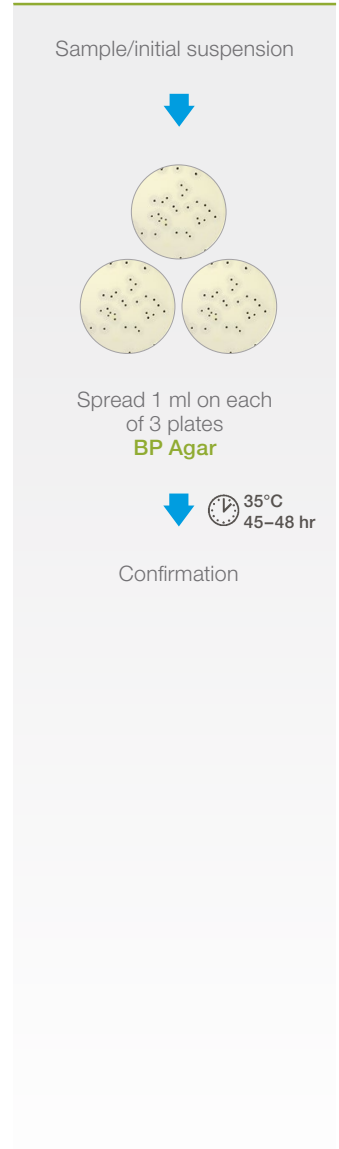 Sample/initial suspension
Spread 1 ml on each
of 3 plates
BP Agar
35°C
45–48 hr
Confirmation